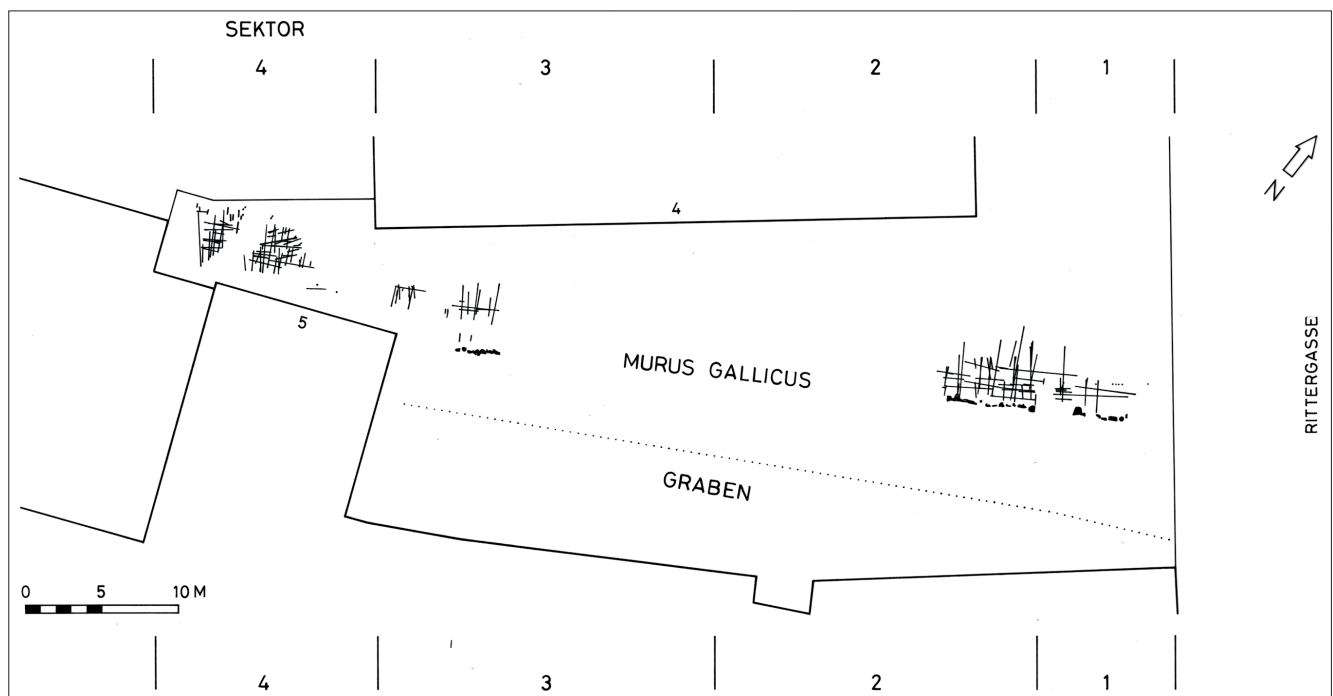 SEKTOR
4 3 2 1
N
4
5
MURUS GALLICUS
RITTERGASSE
GRABEN
0 5 10 M
4 3 2 1